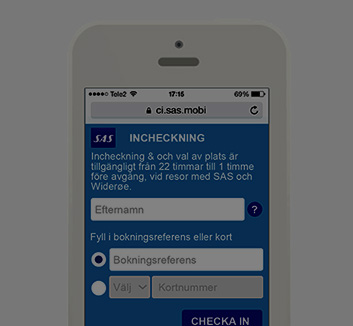 Tele2 17:15 69%
ci.sas.mobi
SAS INCHECKNING
Incheckning & och val av plats är
tillgängligt från 22 timmar till 1 timme
före avgång, vid resor med SAS och
Widerøe.
Efternamn ?
Fyll i bokningsreferens eller kort
Bokningsreferens
Välj Kortnummer
CHECKA IN